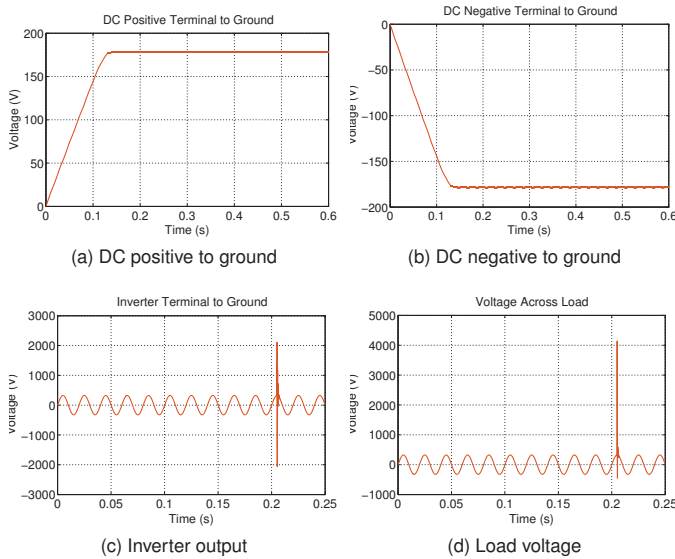 DC Positive Terminal to Ground
200
150
100
50
0
Voltage (V)
0 0.1 0.2 0.3 0.4 0.5 0.6
Time (s)
(a) DC positive to ground
DC Negative Terminal to Ground
0
−50
−100
−150
−200
Voltage (V)
0 0.1 0.2 0.3 0.4 0.5 0.6
Time (s)
(b) DC negative to ground
Inverter Terminal to Ground
3000
2000
1000
0
−1000
−2000
−3000
Voltage (V)
0 0.05 0.1 0.15 0.2 0.25
Time (s)
(c) Inverter output
Voltage Across Load
5000
4000
3000
2000
1000
0
−1000
Voltage (V)
0 0.05 0.1 0.15 0.2 0.25
Time (s)
(d) Load voltage